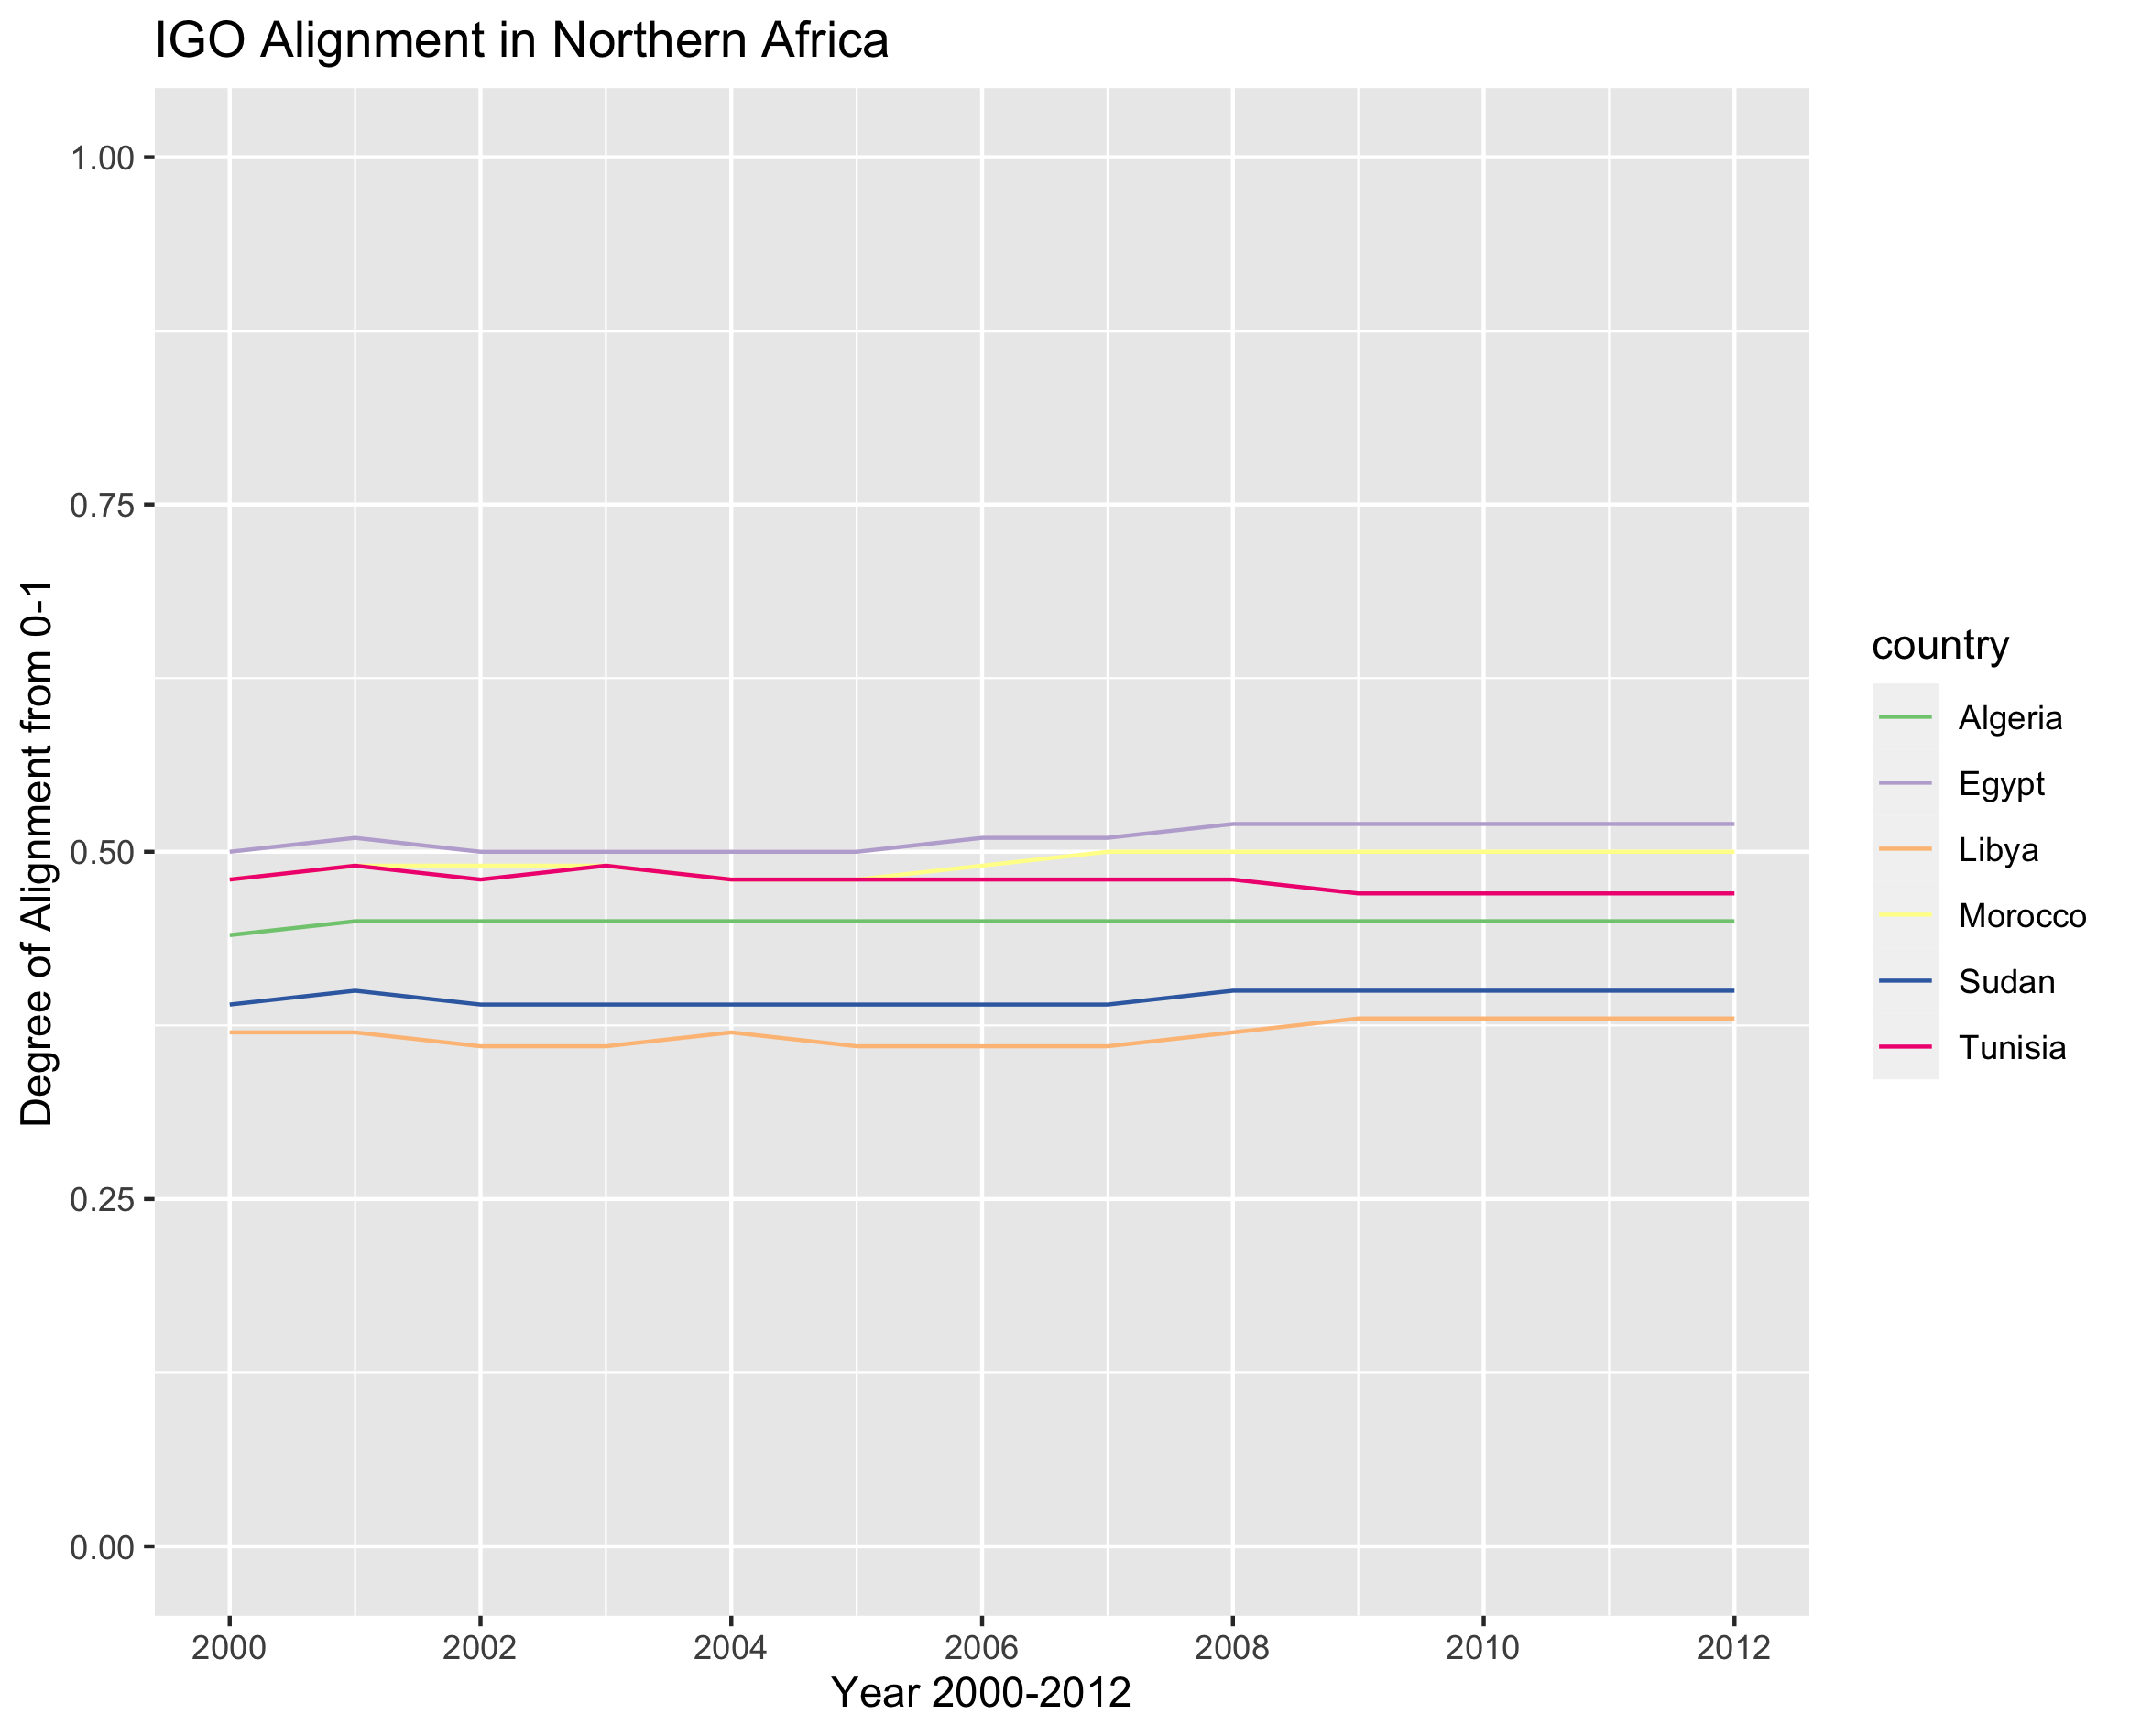 IGO Alignment in Northern Africa
1.00
0.75
0.50
0.25
0.00
Degree of Alignment from 0-1
2000 2002 2004 2006 2008 2010 2012
Year 2000-2012
country
Algeria
Egypt
Libya
Morocco
Sudan
Tunisia